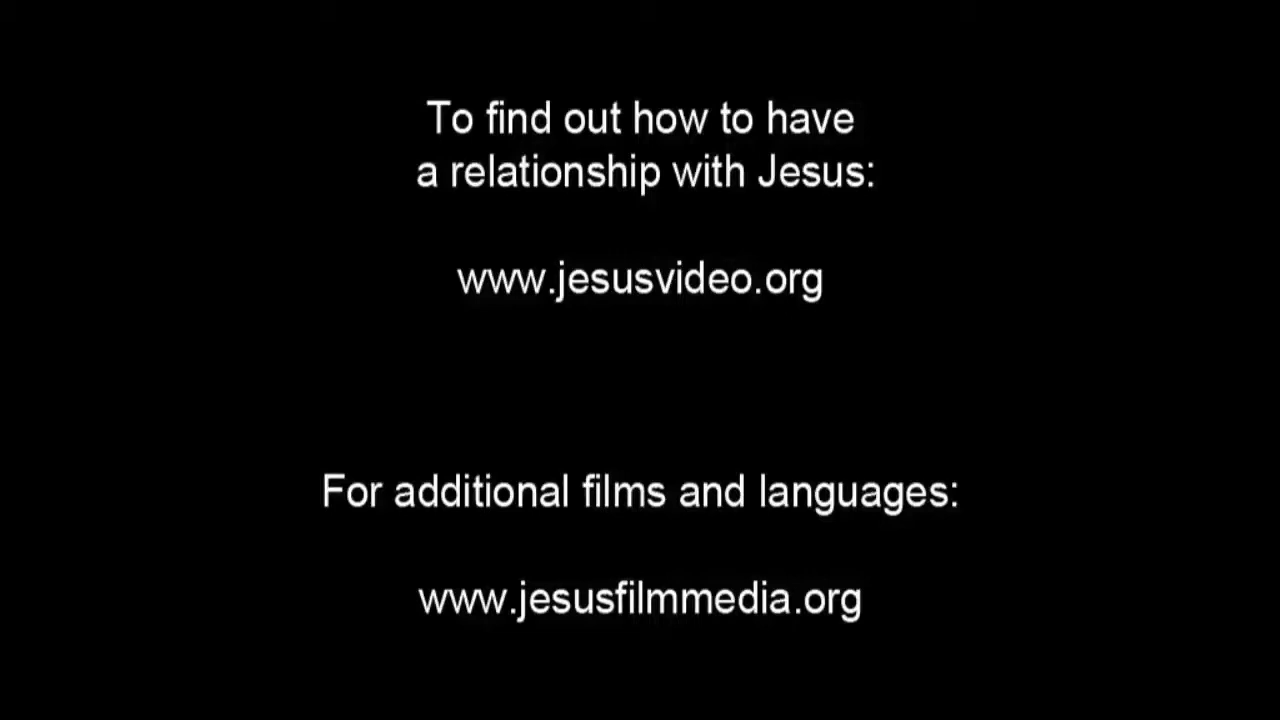 To find out how to have
a relationship with Jesus:
www.jesusvideo.org
For additional films and languages:
www.jesusfilmmedia.org